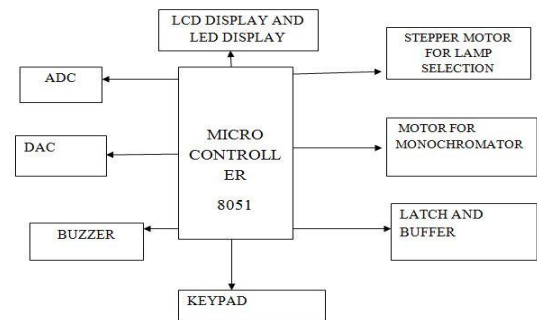 LCD DISPLAY AND
LED DISPLAY
STEPPER MOTOR
FOR LAMP
SELECTION
ADC
MICRO
CONTROLL
ER
8051
MOTOR FOR
MONOCHROMATOR
DAC
LATCH AND
BUFFER
BUZZER
KEYPAD